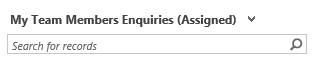 My Team Members Enquiries (Assigned)
Search for records